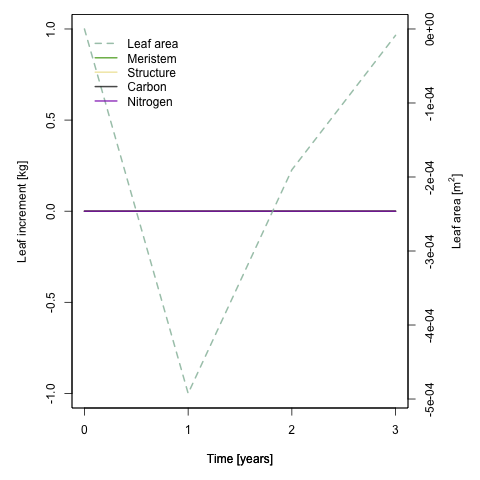 Leaf area
Meristem
Structure
Carbon
Nitrogen
1.0
0.5
0.0
-0.5
-1.0
Leaf increment [kg]
0e+00
-1e-04
-2e-04
-3e-04
-4e-04
-5e-04
Leaf area [m²]
0 1 2 3
Time [years]